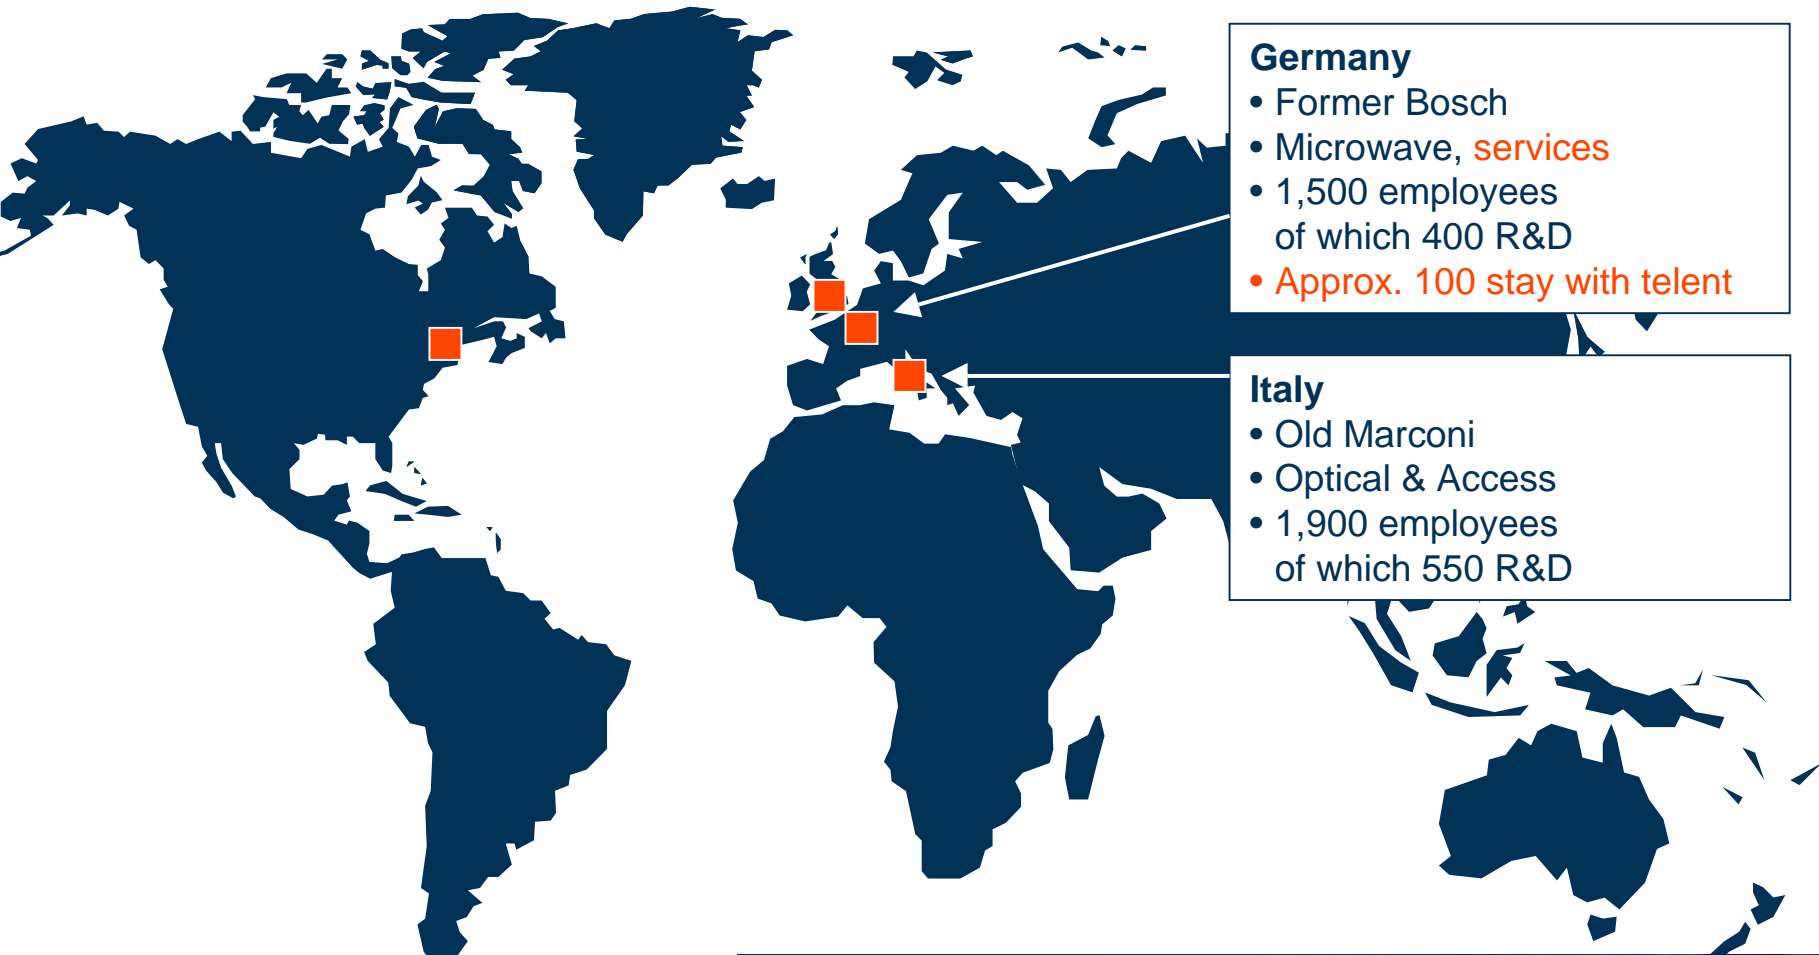 Germany
• Former Bosch
• Microwave, services
• 1,500 employees
of which 400 R&D
• Approx. 100 stay with telent
Italy
• Old Marconi
• Optical & Access
• 1,900 employees
of which 550 R&D